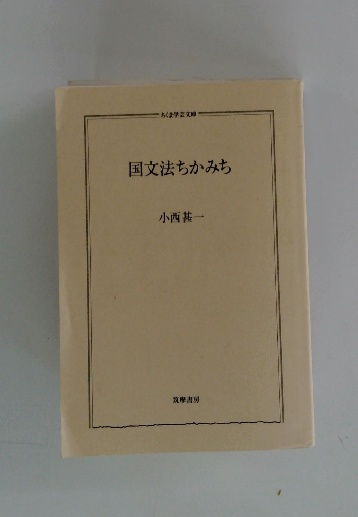 ちくま学芸文庫
国文法ちかみち
小西甚一
筑摩書房